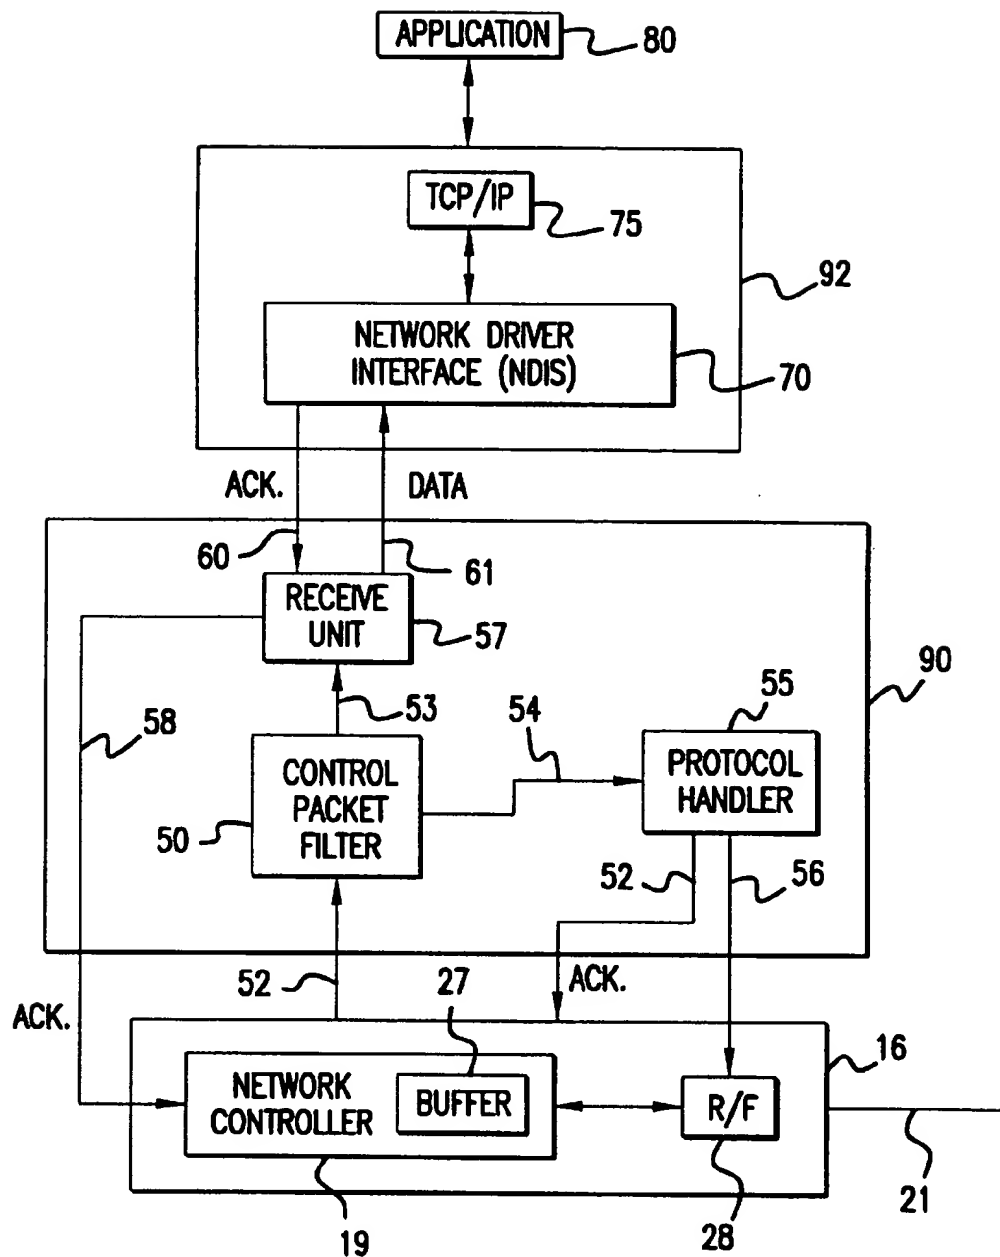 APPLICATION
80
TCP/IP
75
92
NETWORK DRIVER
INTERFACE (NDIS)
70
ACK.
DATA
60
61
RECEIVE
UNIT
57
90
58
53
54
55
CONTROL
PACKET
FILTER
50
PROTOCOL
HANDLER
52
56
52
27
ACK.
ACK.
16
NETWORK
CONTROLLER
BUFFER
R/F
19
28
21